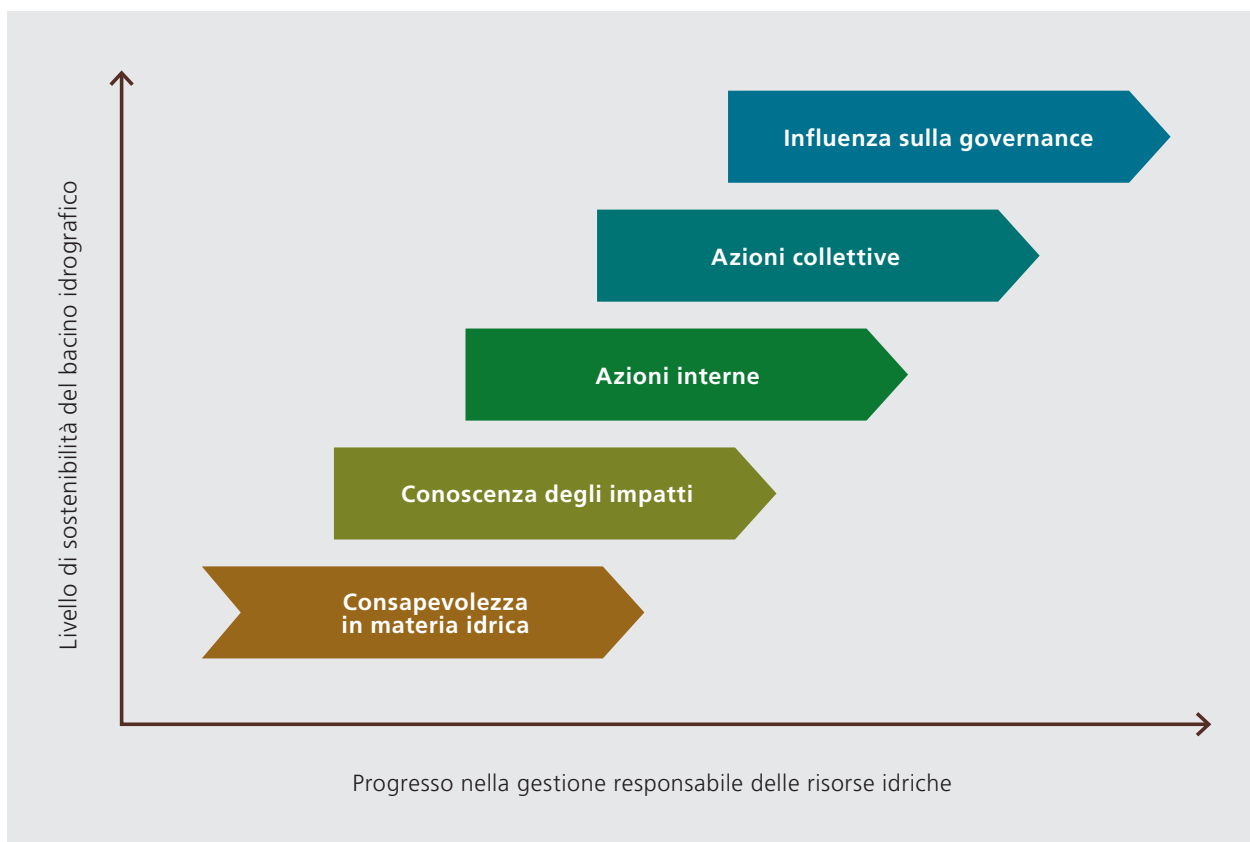 Livello di sostenibilità del bacino idrografico
Influenza sulla governance
Azioni collettive
Azioni interne
Conoscenza degli impatti
Consapevolezza
in materia idrica
Progresso nella gestione responsabile delle risorse idriche